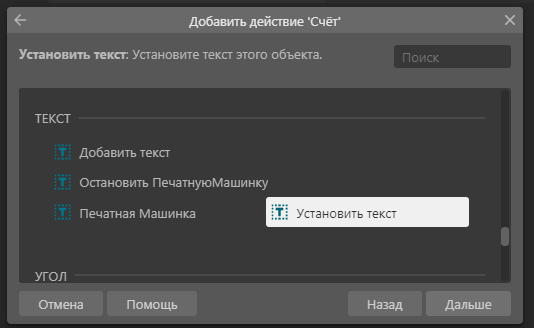 Добавить действие 'Счёт'
Установить текст: Установите текст этого объекта.
Поиск
ТЕКСТ
Добавить текст
Остановить ПечатнуюМашинку
Печатная Машинка
Установить текст
УГОЛ
Отмена
Помощь
Назад
Дальше